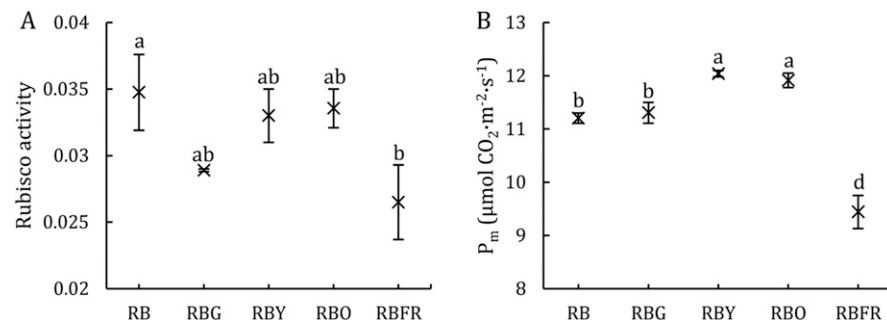 A
Rubisco activity
0.04
0.035
0.03
0.025
0.02
a
ab
ab
ab
b
RB
RBG
RBY
RBO
RBFR
B
Pm (µmol CO2·m-2·s-1)
13
12
11
10
9
8
b
b
a
a
d
RB
RBG
RBY
RBO
RBFR